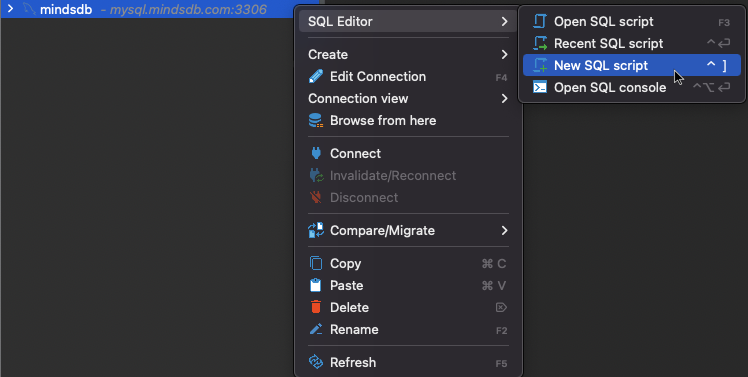 mindsdb - mysql.mindsdb.com:3306
SQL Editor
Create
Edit Connection F4
Connection view
Browse from here
Connect
Invalidate/Reconnect
Disconnect
Compare/Migrate
Copy ⌘ C
Paste ⌘ V
Delete ⌦
Rename F2
Refresh F5
Open SQL script F3
Recent SQL script ^ ↩
New SQL script ^ ]
Open SQL console ^⌥ ↩